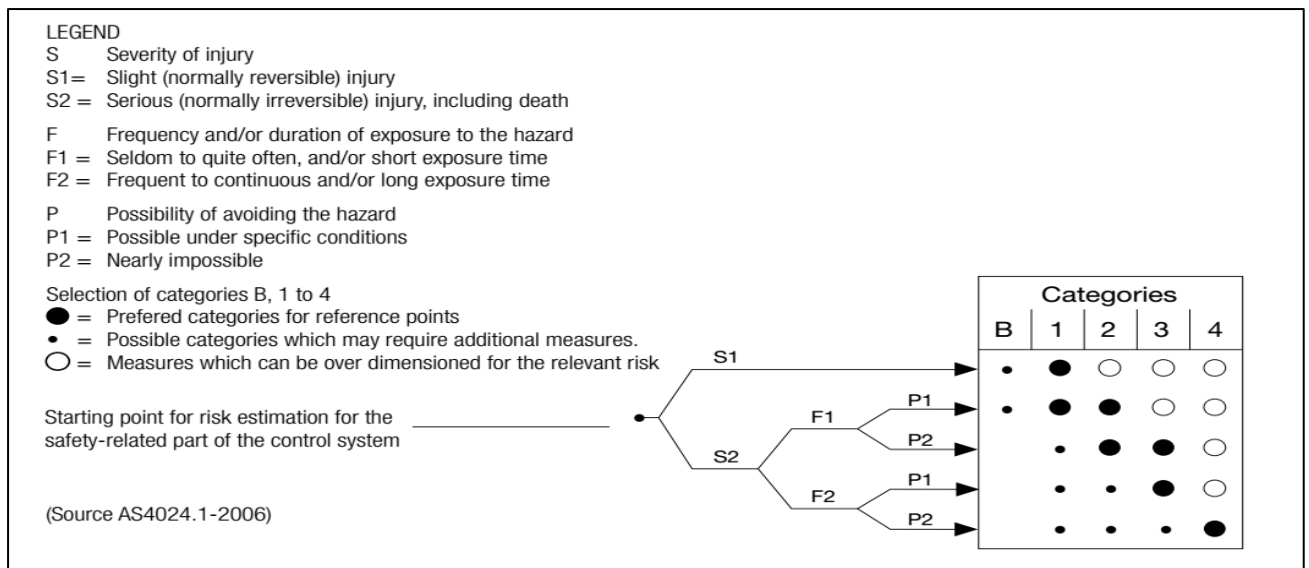 LEGEND
S Severity of injury
S1= Slight (normally reversible) injury
S2 = Serious (normally irreversible) injury, including death
F Frequency and/or duration of exposure to the hazard
F1 = Seldom to quite often, and/or short exposure time
F2 = Frequent to continuous and/or long exposure time
P Possibility of avoiding the hazard
P1 = Possible under specific conditions
P2 = Nearly impossible
Selection of categories B, 1 to 4
= Prefered categories for reference points
= Possible categories which may require additional measures.
= Measures which can be over dimensioned for the relevant risk
Starting point for risk estimation for the
safety-related part of the control system
(Source AS4024.1-2006)
Categories
B 1 2 3 4
S1
F1 P1
P2
S2
F2 P1
P2